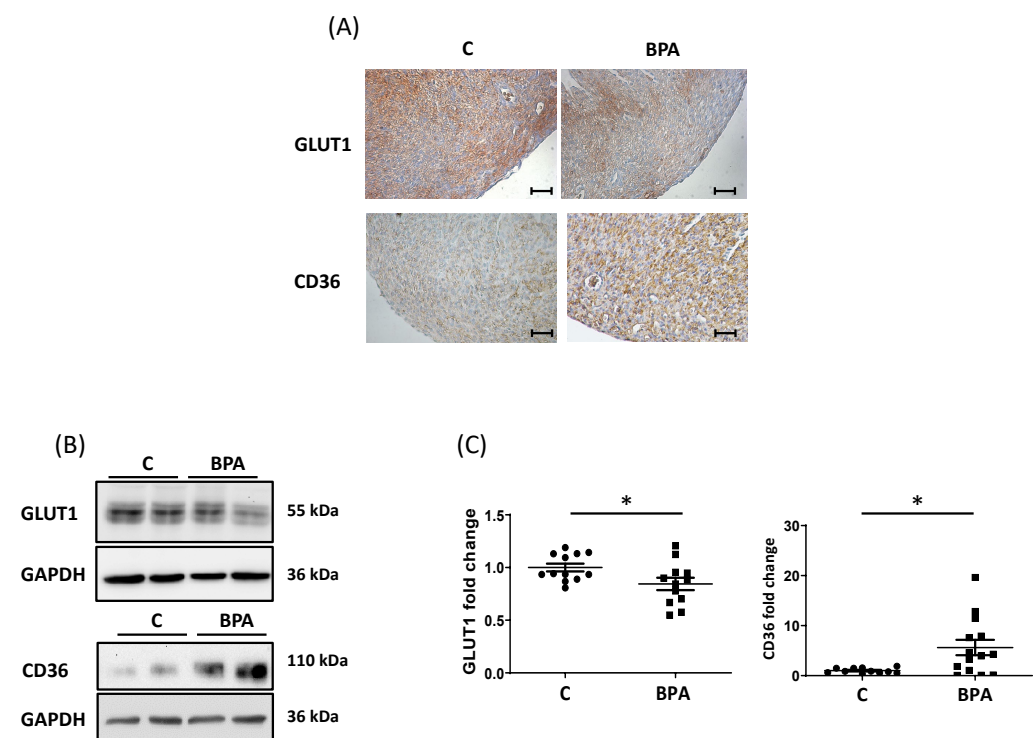 (A)
C BPA
GLUT1
CD36
(B)
C BPA
GLUT1 55 kDa
GAPDH 36 kDa
C BPA
CD36 110 kDa
GAPDH 36 kDa
(C)
GLUT1 fold change
1.5
1.0
0.5
0.0
*
C BPA
CD36 fold change
30
20
10
0
*
C BPA